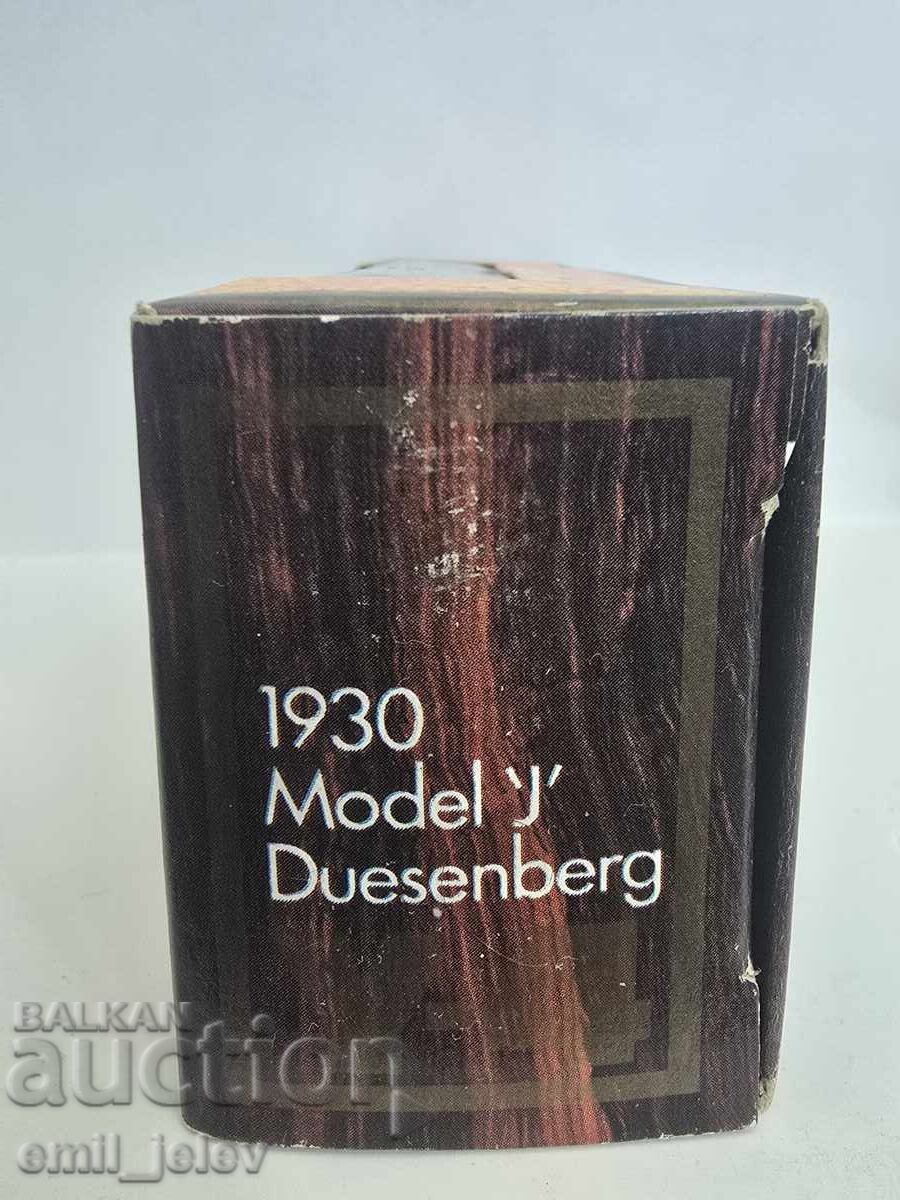 1930
Model 'J'
Duesenberg
BALKAN
auction
emil_jelev